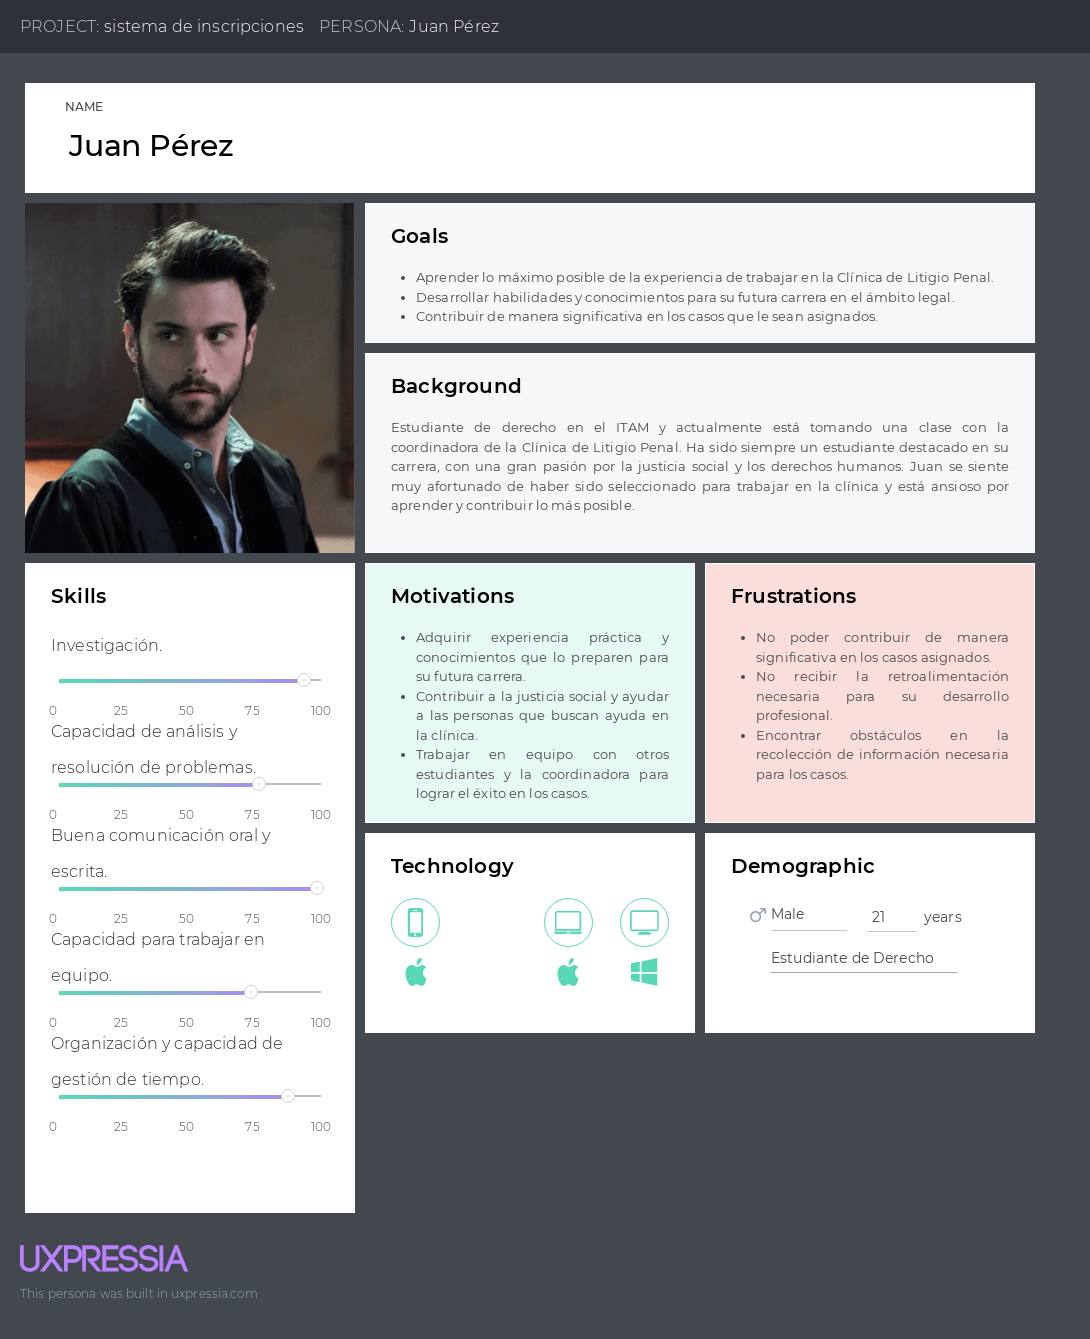 PROJECT: sistema de inscripciones PERSONA: Juan Pérez
NAME
Juan Pérez
Goals
• Aprender lo máximo posible de la experiencia de trabajar en la Clínica de Litigio Penal.
• Desarrollar habilidades y conocimientos para su futura carrera en el ámbito legal.
• Contribuir de manera significativa en los casos que le sean asignados.
Background
Estudiante de derecho en el ITAM y actualmente está tomando una clase con la
coordinadora de la Clínica de Litigio Penal. Ha sido siempre un estudiante destacado en su
carrera, con una gran pasión por la justicia social y los derechos humanos. Juan se siente
muy afortunado de haber sido seleccionado para trabajar en la clínica y está ansioso por
aprender y contribuir lo más posible.
Skills
Investigación.
0 25 50 75 100
Capacidad de análisis y
resolución de problemas.
0 25 50 75 100
Buena comunicación oral y
escrita.
0 25 50 75 100
Capacidad para trabajar en
equipo.
0 25 50 75 100
Organización y capacidad de
gestión de tiempo.
0 25 50 75 100
Motivations
• Adquirir experiencia práctica y
conocimientos que lo preparen para
su futura carrera.
• Contribuir a la justicia social y ayudar
a las personas que buscan ayuda en
la clínica.
• Trabajar en equipo con otros
estudiantes y la coordinadora para
lograr el éxito en los casos.
Frustrations
• No poder contribuir de manera
significativa en los casos asignados.
• No recibir la retroalimentación
necesaria para su desarrollo
profesional.
• Encontrar obstáculos en la
recolección de información necesaria
para los casos.
Technology
Demographic
Male 21 years
Estudiante de Derecho
UXPRESSIA
This persona was built in uxpressia.com